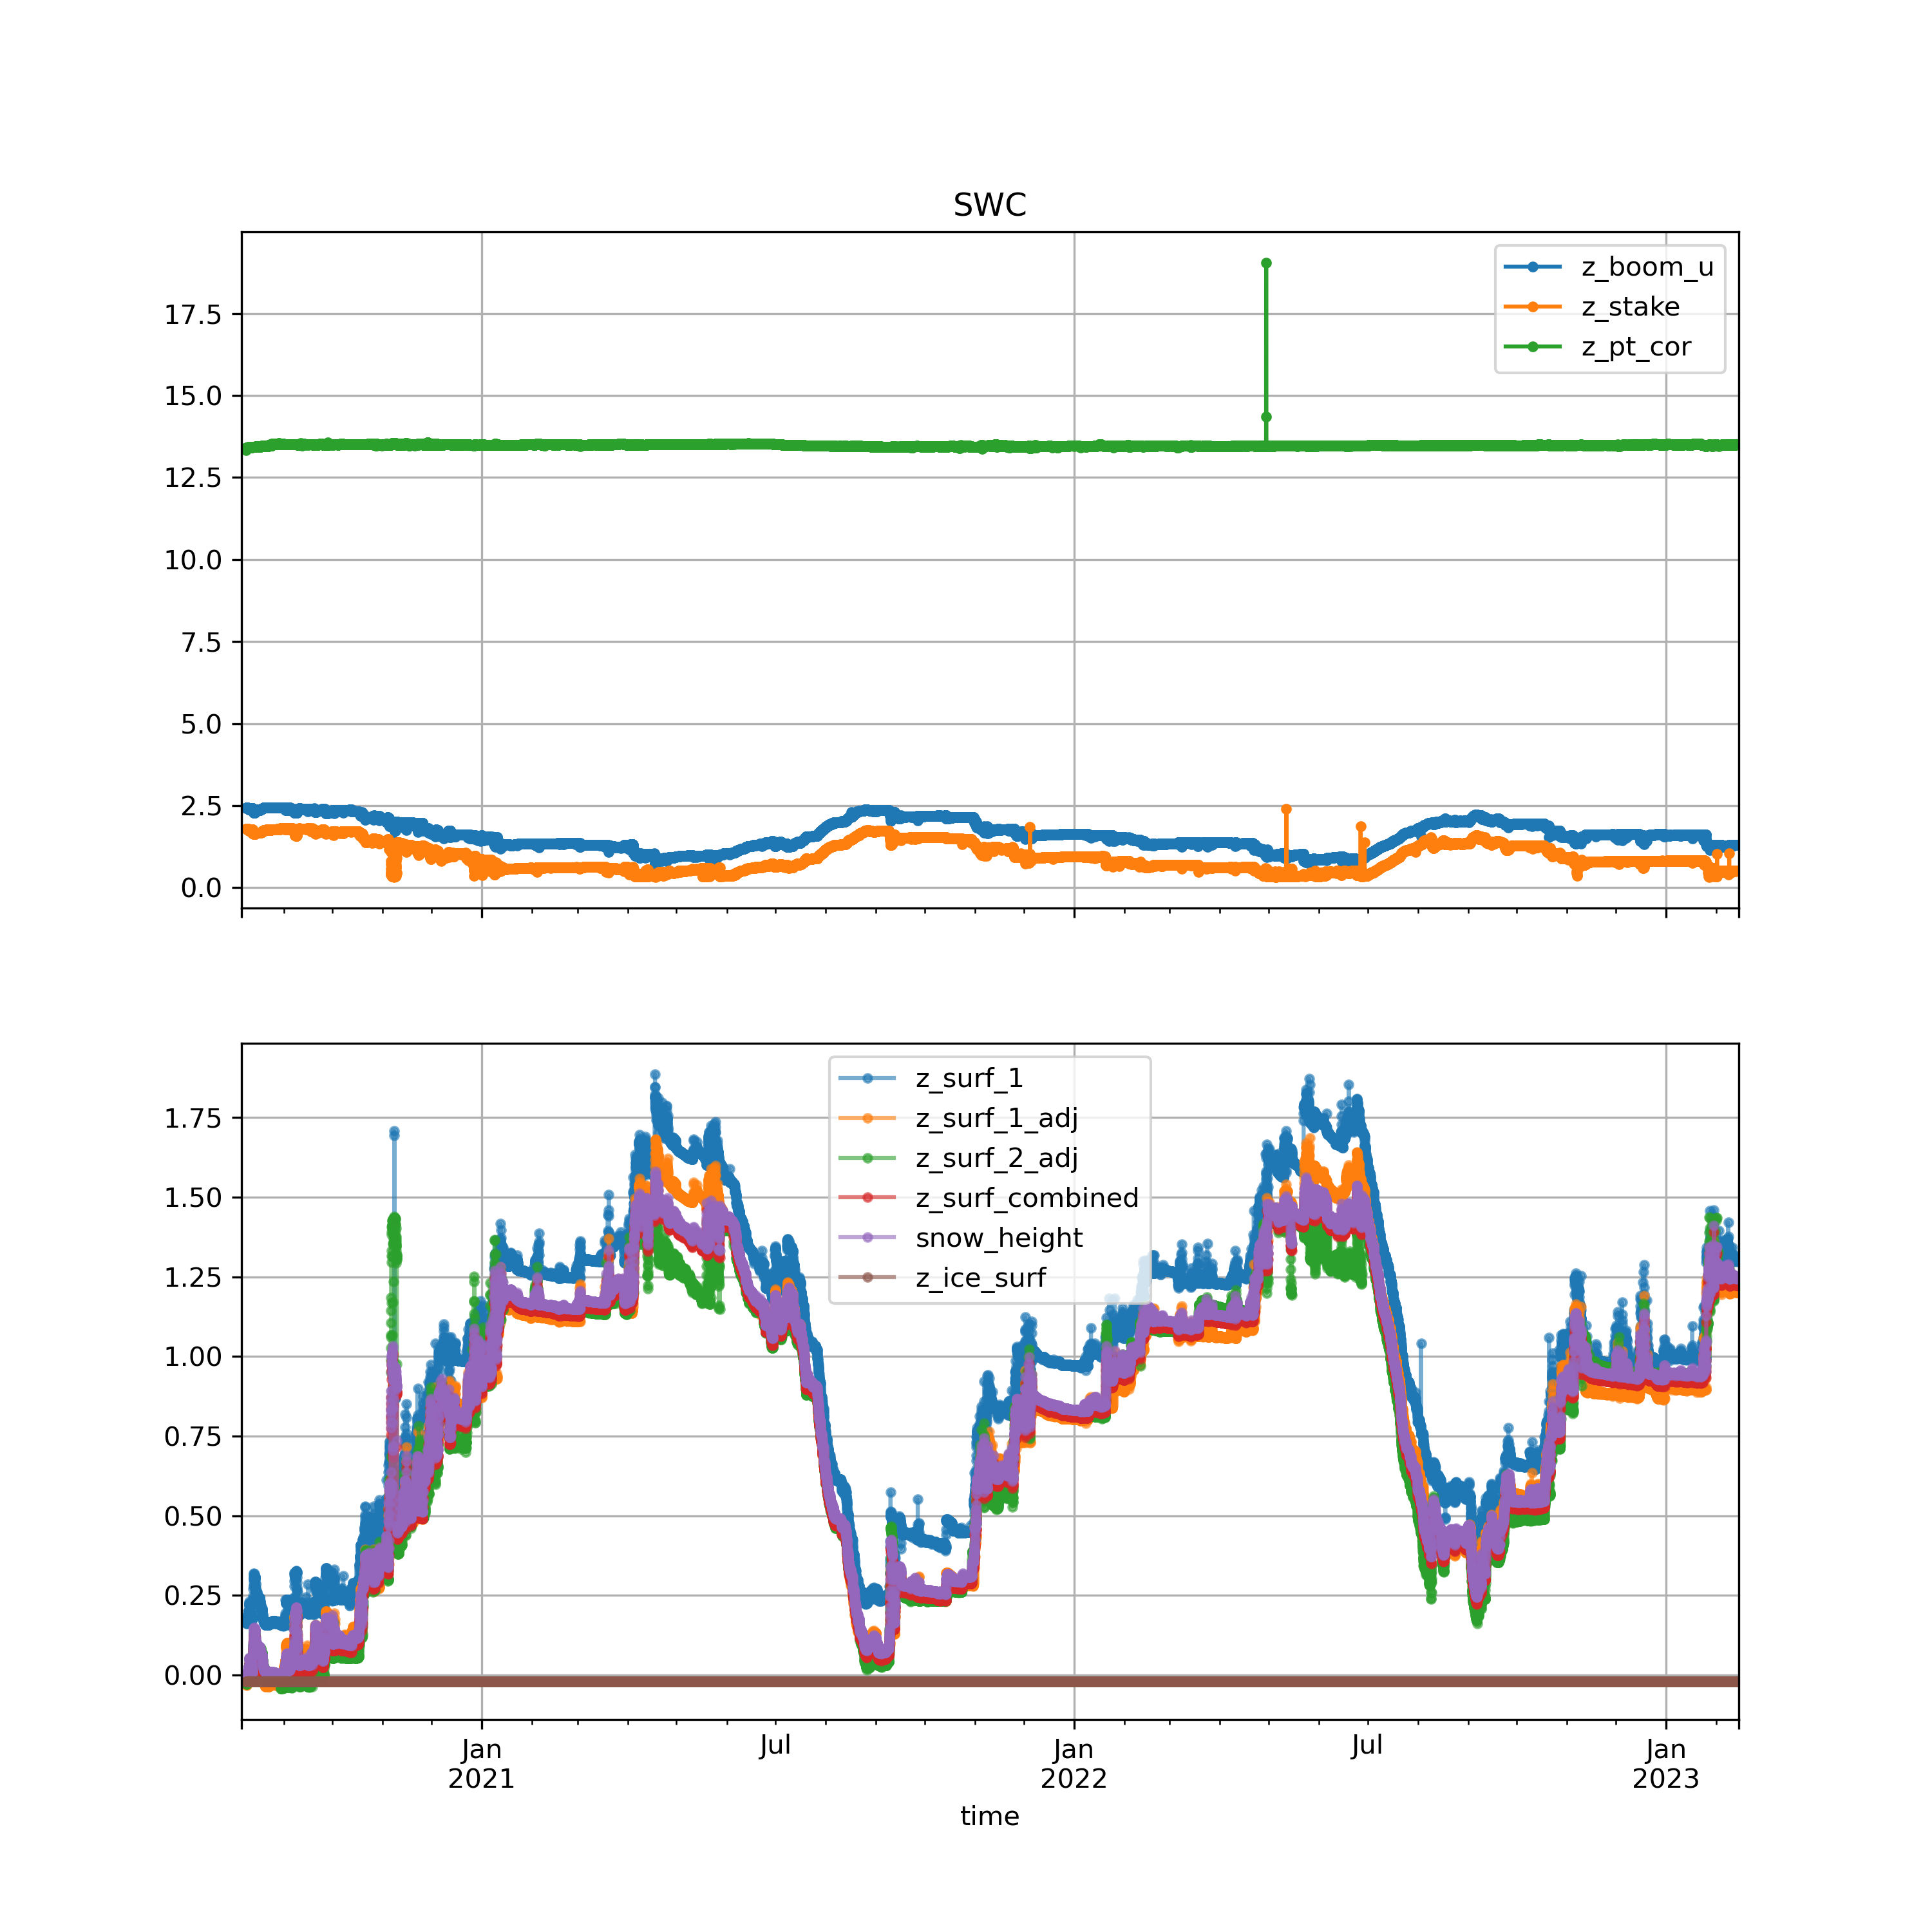 SWC
17.5
15.0
12.5
10.0
7.5
5.0
2.5
0.0
z_boom_u
z_stake
z_pt_cor
1.75
1.50
1.25
1.00
0.75
0.50
0.25
0.00
z_surf_1
z_surf_1_adj
z_surf_2_adj
z_surf_combined
snow_height
z_ice_surf
Jan Jul Jan Jul Jan
2021 2022 2023
time